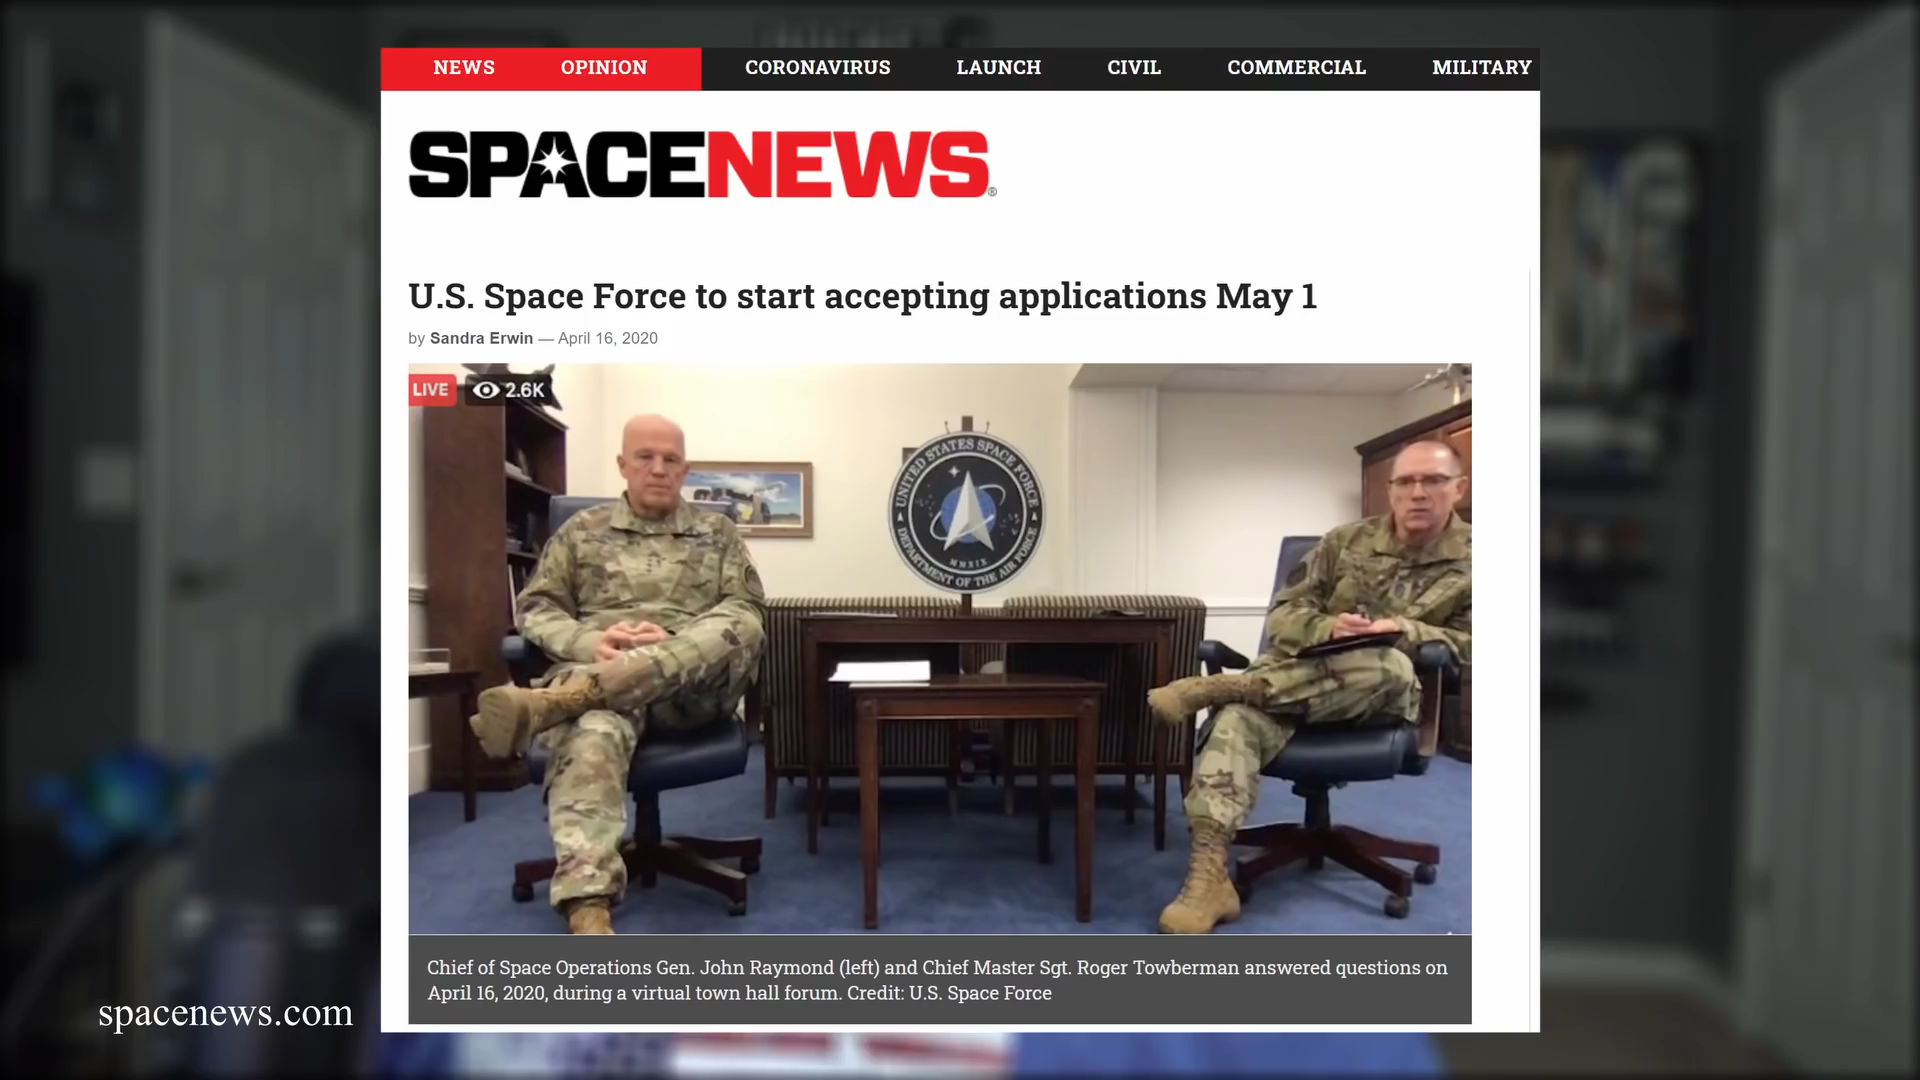 NEWS OPINION CORONAVIRUS LAUNCH CIVIL COMMERCIAL MILITARY
SPACENEWS®
U.S. Space Force to start accepting applications May 1
by Sandra Erwin — April 16, 2020
LIVE 2.6K
UNITED STATES SPACE FORCE
MMXIX
DEPARTMENT OF THE AIR FORCE
Chief of Space Operations Gen. John Raymond (left) and Chief Master Sgt. Roger Towberman answered questions on
April 16, 2020, during a virtual town hall forum. Credit: U.S. Space Force
spacenews.com